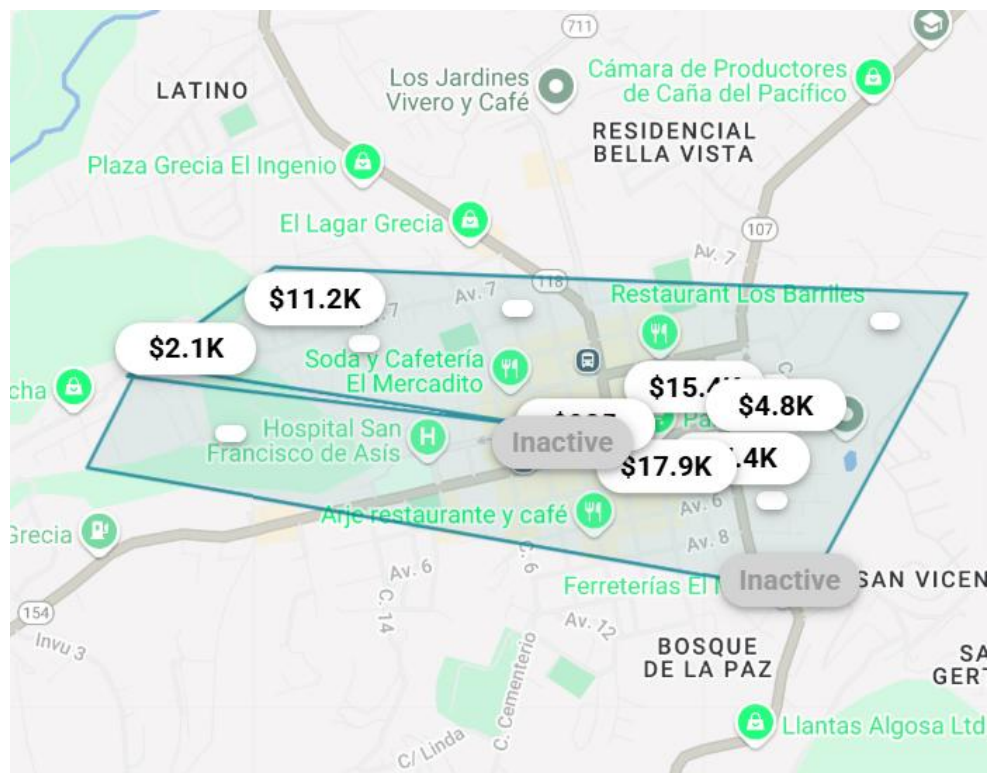 711
LATINO
Los Jardines
Vivero y Café
Cámara de Productores
de Caña del Pacífico
RESIDENCIAL
BELLA VISTA
Plaza Grecia El Ingenio
El Lagar Grecia
107
Av. 7
118
$11.2K
Av. 7
Restaurant Los Barriles
$2.1K
Soda y Cafetería
El Mercadito
$4.8K
Inactive
Hospital San
Francisco de Asís
$17.9K
.4K
Arje restaurante y café
Av. 6
Grecia
Av. 8
C. 6
Av. 6
Ferreterías El
Inactive
SAN VICEN
154
C. 14
Av. 12
Invu 3
BOSQUE
DE LA PAZ
C. Cementerio
Llantas Algosa Ltd
C/ Linda